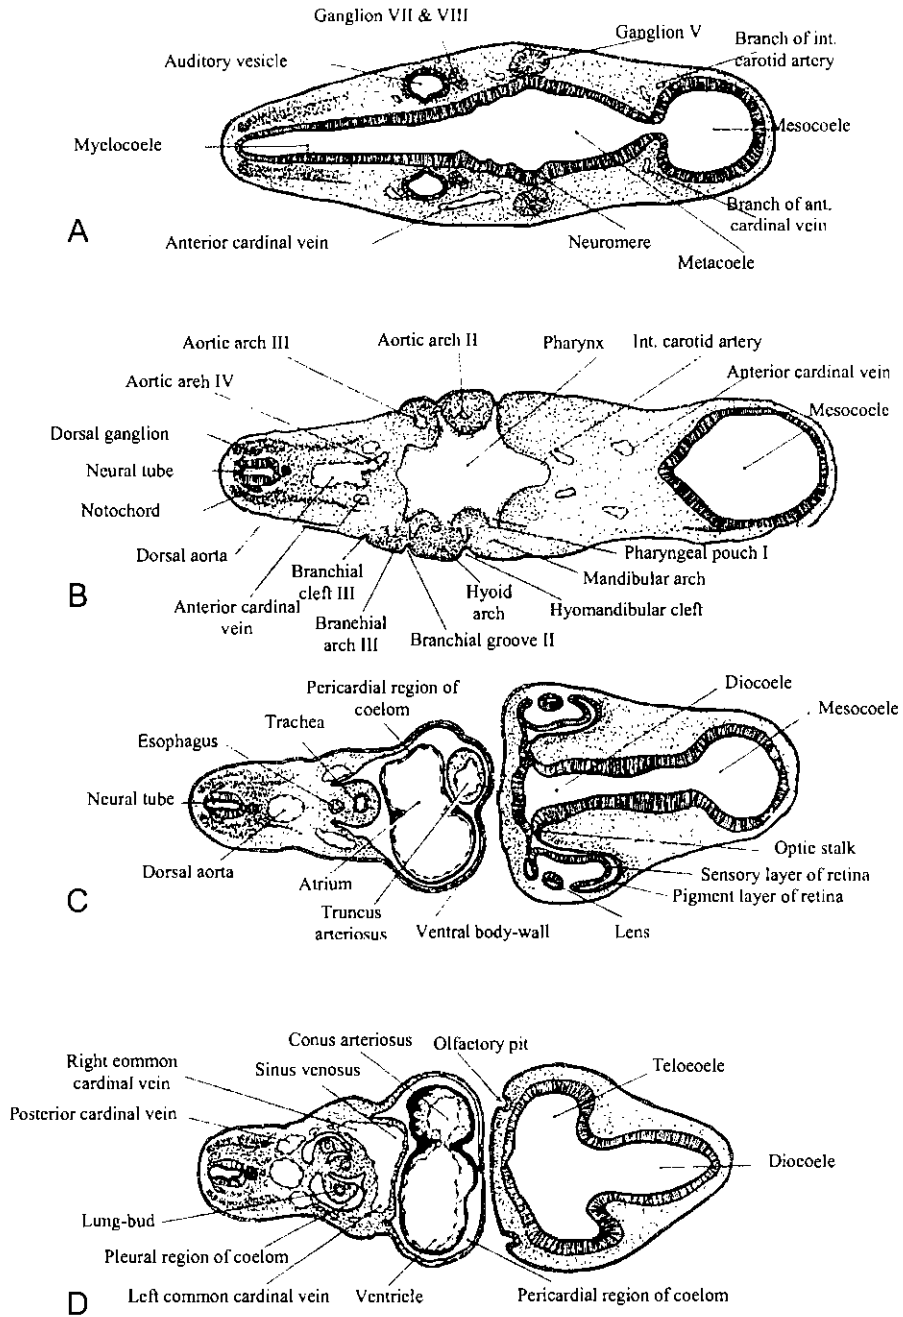 Ganglion VII & VIII
Ganglion V
Branch of int.
carotid artery
Auditory vesicle
Myelocoele
Mesocoele
A
Anterior cardinal vein
Neuromere
Branch of ant.
cardinal vein
Metacoele
Aortic arch III
Aortic arch II
Pharynx
Int. carotid artery
Aortic arch IV
Anterior cardinal vein
Mesocoele
Dorsal ganglion
Neural tube
Notochord
Dorsal aorta
B
Anterior cardinal
vein
Branchial
cleft III
Branchial
arch III
Branchial groove II
Hyoid
arch
Pharyngeal pouch I
Mandibular arch
Hyomandibular cleft
Pericardial region of
coelom
Diocoele
Mesocoele
Trachea
Esophagus
Neural tube
Dorsal aorta
C
Atrium
Truncus
arteriosus
Ventral body-wall
Optic stalk
Sensory layer of retina
Pigment layer of retina
Lens
Conus arteriosus
Olfactory pit
Right common
cardinal vein
Sinus venosus
Teloeoele
Posterior cardinal vein
Diocoele
Lung-bud
Pleural region of coelom
D
Left common cardinal vein
Ventricle
Pericardial region of coelom